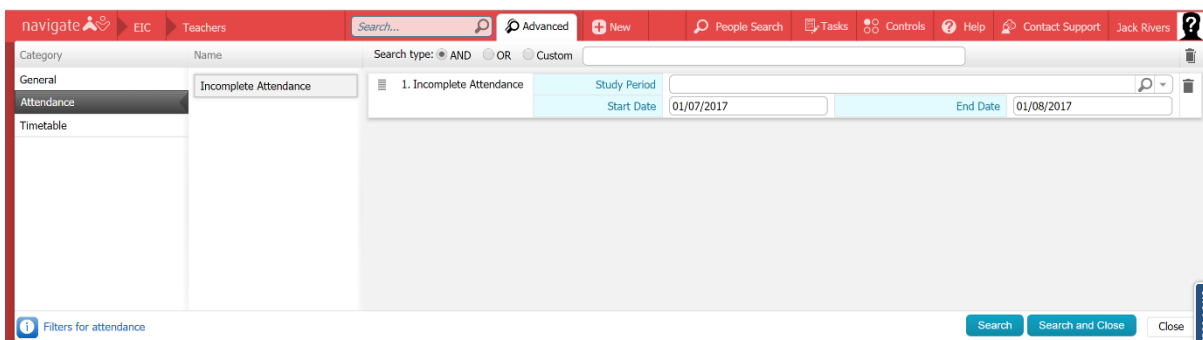 navigate EIC Teachers Search... Advanced New People Search Tasks Controls Help Contact Support Jack Rivers
Category Name Search type: AND OR Custom
General Incomplete Attendance 1. Incomplete Attendance Study Period
Attendance Start Date 01/07/2017 End Date 01/08/2017
Timetable
Filters for attendance Search Search and Close Close